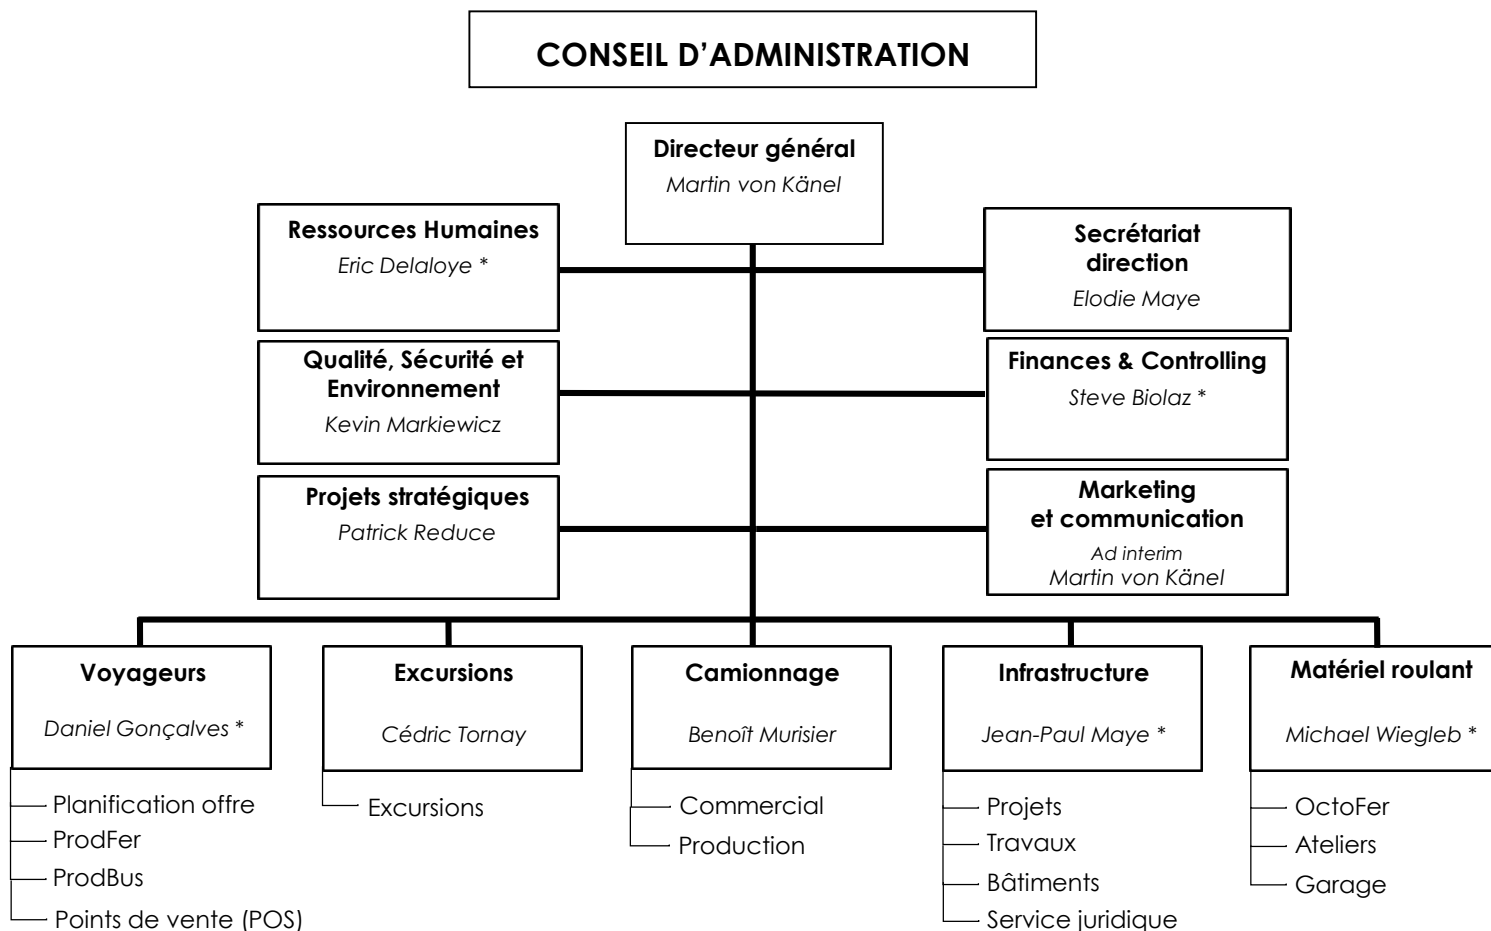 CONSEIL D’ADMINISTRATION
Directeur général
Martin von Känel
Ressources Humaines
Eric Delaloye *
Secrétariat
direction
Elodie Maye
Qualité, Sécurité et
Environnement
Kevin Markiewicz
Finances & Controlling
Steve Biolaz *
Projets stratégiques
Patrick Reduce
Marketing
et communication
Ad interim
Martin von Känel
Voyageurs
Daniel Gonçalves *
Planification offre
ProdFer
ProdBus
Points de vente (POS)
Excursions
Cédric Tornay
Excursions
Camionnage
Benoît Murisier
Commercial
Production
Infrastructure
Jean-Paul Maye *
Projets
Travaux
Bâtiments
Service juridique
Matériel roulant
Michael Wiegleb *
OctoFer
Ateliers
Garage